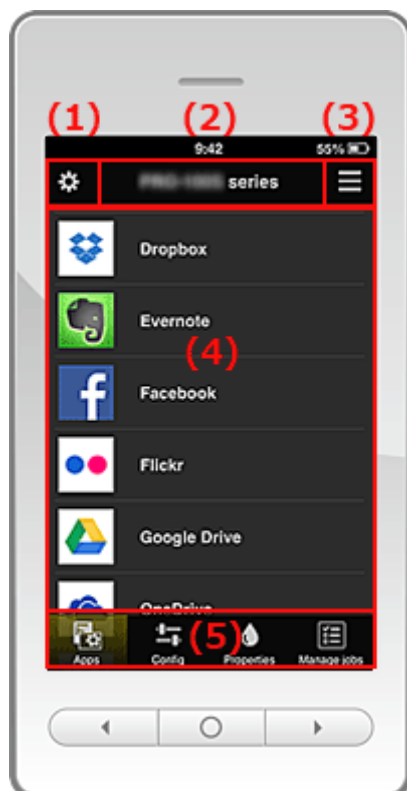 (1) (2) (3)
9:42 55%
series
Dropbox
Evernote
(4)
Facebook
Flickr
Google Drive
OneDrive
(5)
Apps Config Properties Manage jobs